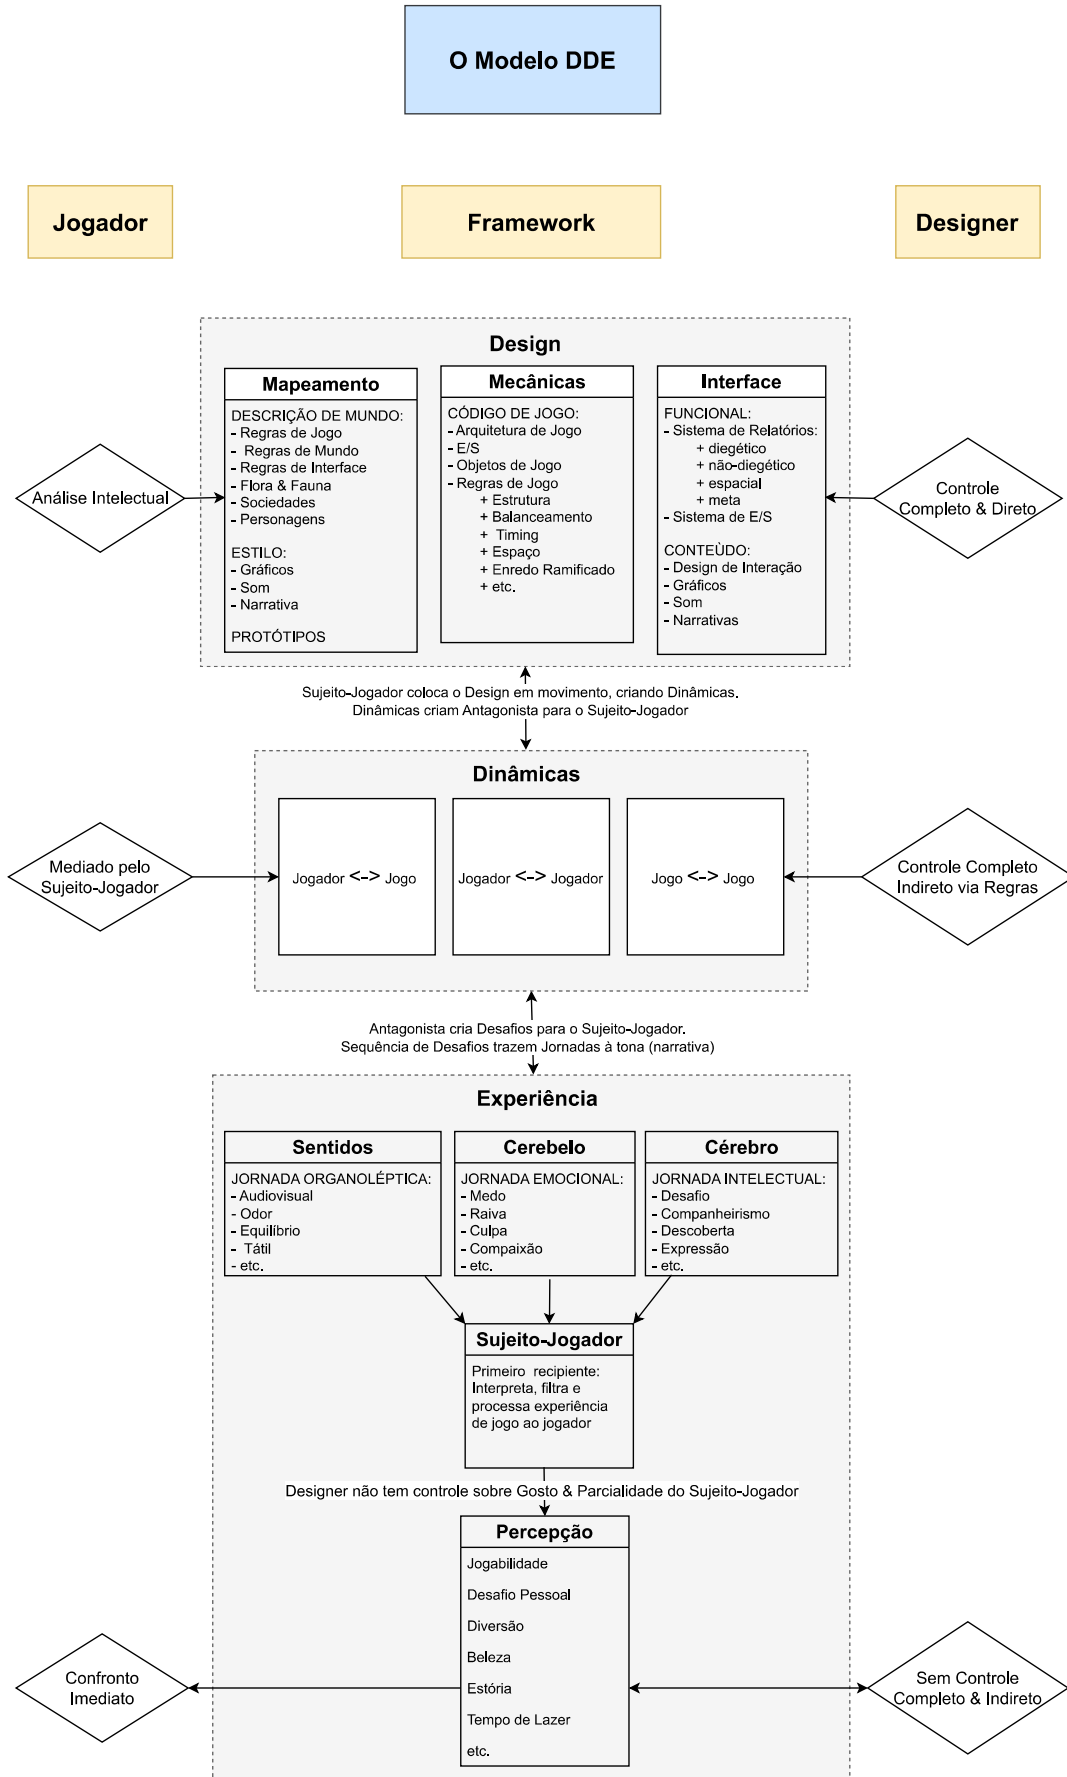 O Modelo DDE
Jogador
Framework
Designer
Design
Mapeamento
DESCRIÇÃO DE MUNDO:
- Regras de Jogo
- Regras de Mundo
- Regras de Interface
- Flora & Fauna
- Sociedades
- Personagens
ESTILO:
- Gráficos
- Som
- Narrativa
PROTÓTIPOS
Mecânicas
CÓDIGO DE JOGO:
- Arquitetura de Jogo
- E/S
- Objetos de Jogo
- Regras de Jogo
+ Estrutura
+ Balanceamento
+ Timing
+ Espaço
+ Enredo Ramificado
+ etc.
Interface
FUNCIONAL:
- Sistema de Relatórios:
+ diegético
+ não-diegético
+ espacial
+ meta
- Sistema de E/S
CONTEÙDO:
- Design de Interação
- Gráficos
- Som
- Narrativas
Análise Intelectual
Controle
Completo & Direto
Sujeito-Jogador coloca o Design em movimento, criando Dinâmicas.
Dinâmicas criam Antagonista para o Sujeito-Jogador
Dinâmicas
Mediado pelo
Sujeito-Jogador
Jogador <-> Jogo
Jogador <-> Jogador
Jogo <-> Jogo
Controle Completo
Indireto via Regras
Antagonista cria Desafios para o Sujeito-Jogador.
Sequência de Desafios trazem Jornadas à tona (narrativa)
Experiência
Sentidos
JORNADA ORGANOLÉPTICA:
- Audiovisual
- Odor
- Equilíbrio
- Tátil
- etc.
Cerebelo
JORNADA EMOCIONAL:
- Medo
- Raiva
- Culpa
- Compaixão
- etc.
Cérebro
JORNADA INTELECTUAL:
- Desafio
- Companheirismo
- Descoberta
- Expressão
- etc.
Sujeito-Jogador
Primeiro recipiente:
Interpreta, filtra e
processa experiência
de jogo ao jogador
Designer não tem controle sobre Gosto & Parcialidade do Sujeito-Jogador
Percepção
Jogabilidade
Desafio Pessoal
Diversão
Beleza
Estória
Tempo de Lazer
etc.
Confronto
Imediato
Sem Controle
Completo & Indireto